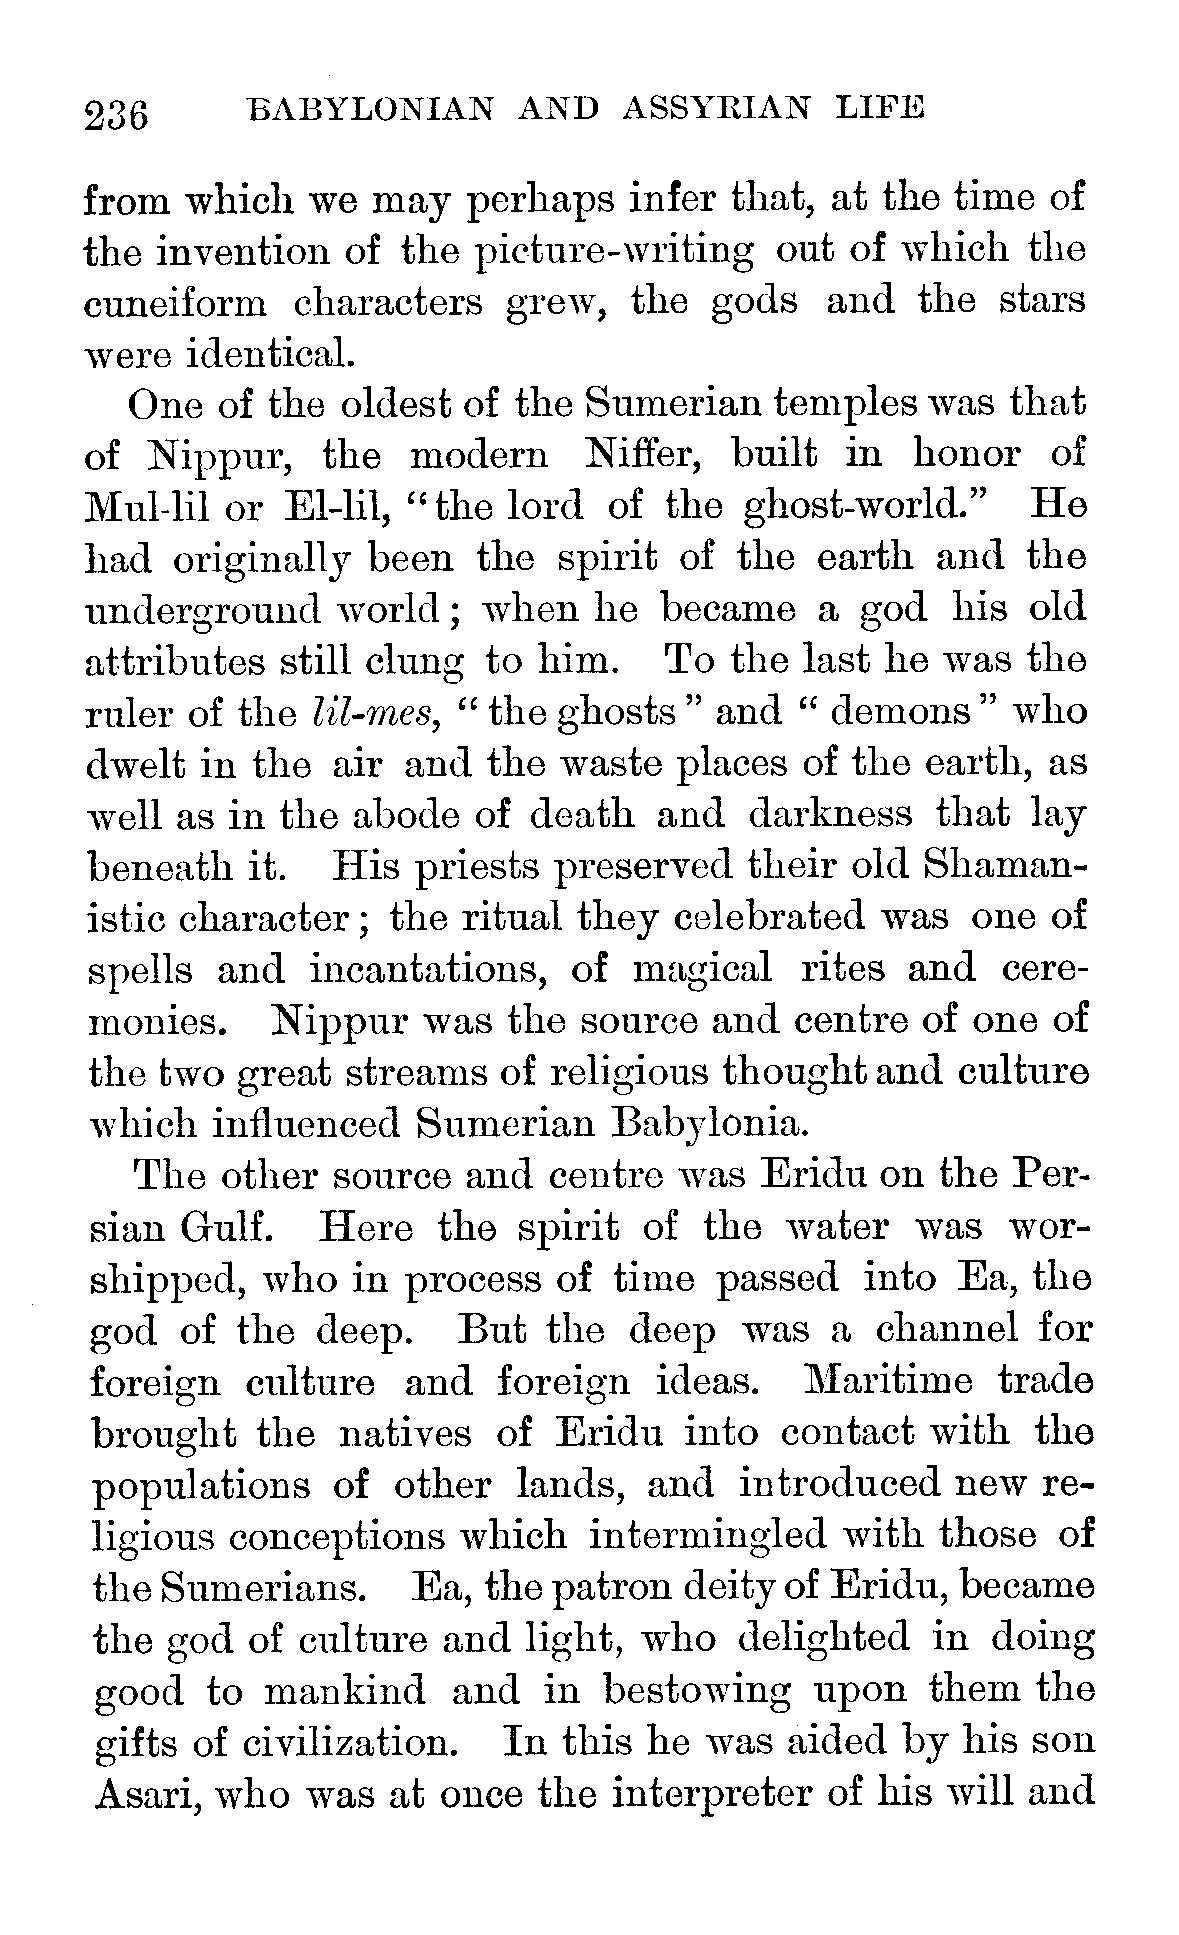 236 BABYLONIAN AND ASSYRIAN LIFE
from which we may perhaps infer that, at the time of
the invention of the picture-writing out of which the
cuneiform characters grew, the gods and the stars
were identical.
One of the oldest of the Sumerian temples was that
of Nippur, the modern Niffer, built in honor of
Mul-lil or El-lil, “the lord of the ghost-world.” He
had originally been the spirit of the earth and the
underground world; when he became a god his old
attributes still clung to him. To the last he was the
ruler of the lil-mes, “the ghosts” and “demons” who
dwelt in the air and the waste places of the earth, as
well as in the abode of death and darkness that lay
beneath it. His priests preserved their old Shaman-
istic character; the ritual they celebrated was one of
spells and incantations, of magical rites and cere-
monies. Nippur was the source and centre of one of
the two great streams of religious thought and culture
which influenced Sumerian Babylonia.
The other source and centre was Eridu on the Per-
sian Gulf. Here the spirit of the water was wor-
shipped, who in process of time passed into Ea, the
god of the deep. But the deep was a channel for
foreign culture and foreign ideas. Maritime trade
brought the natives of Eridu into contact with the
populations of other lands, and introduced new re-
ligious conceptions which intermingled with those of
the Sumerians. Ea, the patron deity of Eridu, became
the god of culture and light, who delighted in doing
good to mankind and in bestowing upon them the
gifts of civilization. In this he was aided by his son
Asari, who was at once the interpreter of his will and